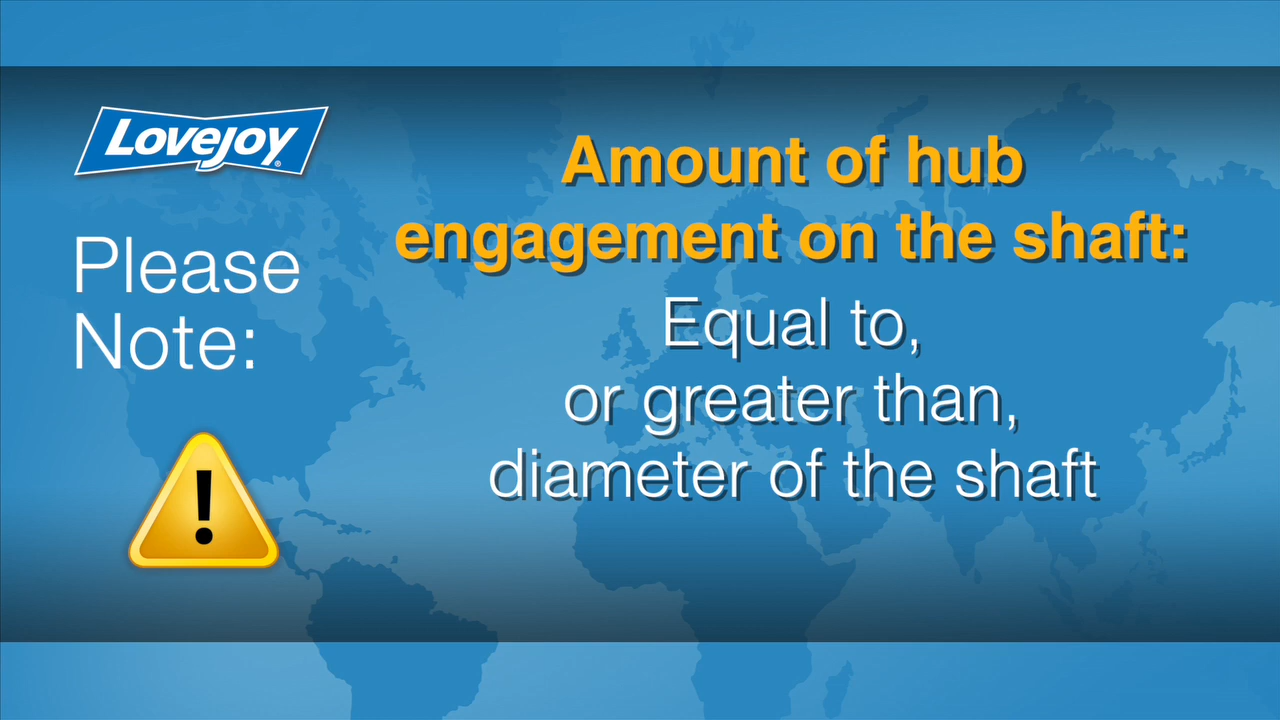 LOVEJOY®
Please
Note:
!
Amount of hub
engagement on the shaft:
Equal to,
or greater than,
diameter of the shaft